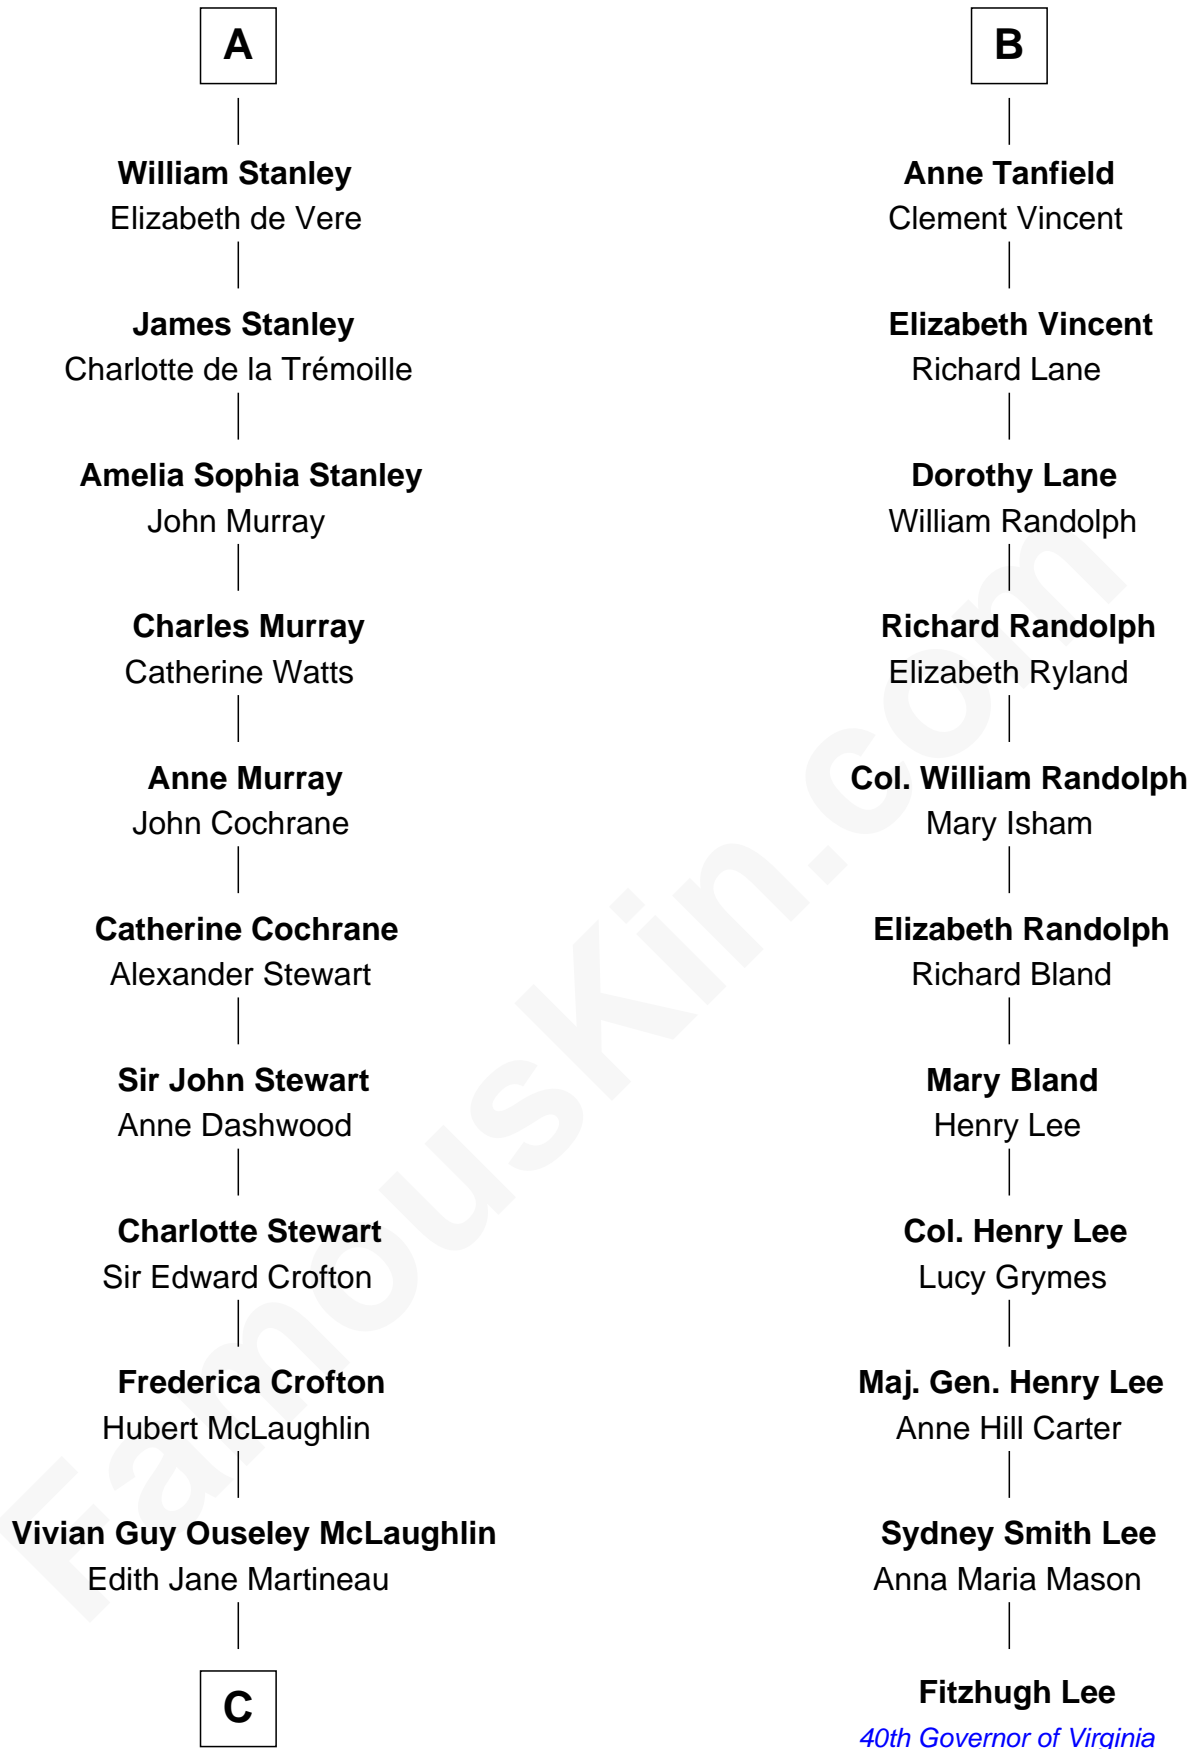 A
William Stanley
Elizabeth de Vere
James Stanley
Charlotte de la Trémoille
Amelia Sophia Stanley
John Murray
Charles Murray
Catherine Watts
Anne Murray
John Cochrane
Catherine Cochrane
Alexander Stewart
Sir John Stewart
Anne Dashwood
Charlotte Stewart
Sir Edward Crofton
Frederica Crofton
Hubert McLaughlin
Vivian Guy Ouseley McLaughlin
Edith Jane Martineau
C
B
Anne Tanfield
Clement Vincent
Elizabeth Vincent
Richard Lane
Dorothy Lane
William Randolph
Richard Randolph
Elizabeth Ryland
Col. William Randolph
Mary Isham
Elizabeth Randolph
Richard Bland
Mary Bland
Henry Lee
Col. Henry Lee
Lucy Grymes
Maj. Gen. Henry Lee
Anne Hill Carter
Sydney Smith Lee
Anna Maria Mason
Fitzhugh Lee
40th Governor of Virginia
FamousKin.com